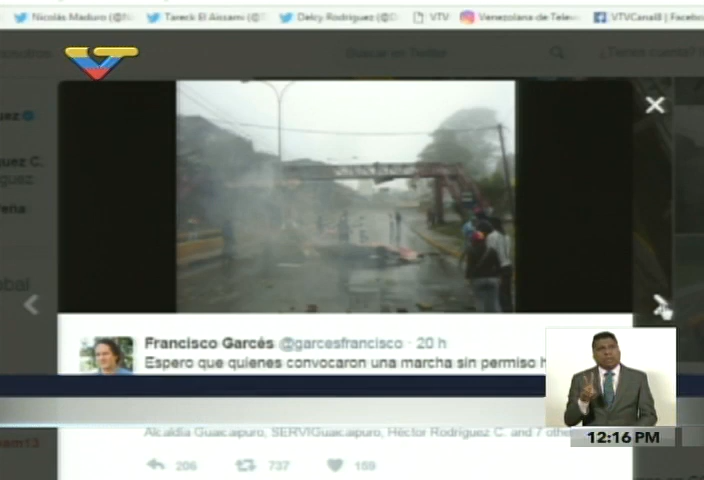 Nicolás Maduro (@N
Tareck El Aissami (@
Delcy Rodríguez (@D
VTV
Venezolana de Telev
VTVCanal8 | Faceboo
Buscar en Twitter
¿Tienes cuenta?
Francisco Garcés @garcesfrancisco · 20 h
Espero que quienes convocaron una marcha sin permiso h
Alcaldía Guaicaipuro, SERVIGuaicaipuro, Héctor Rodríguez C. and 7 othe
206 737 159
12:16 PM